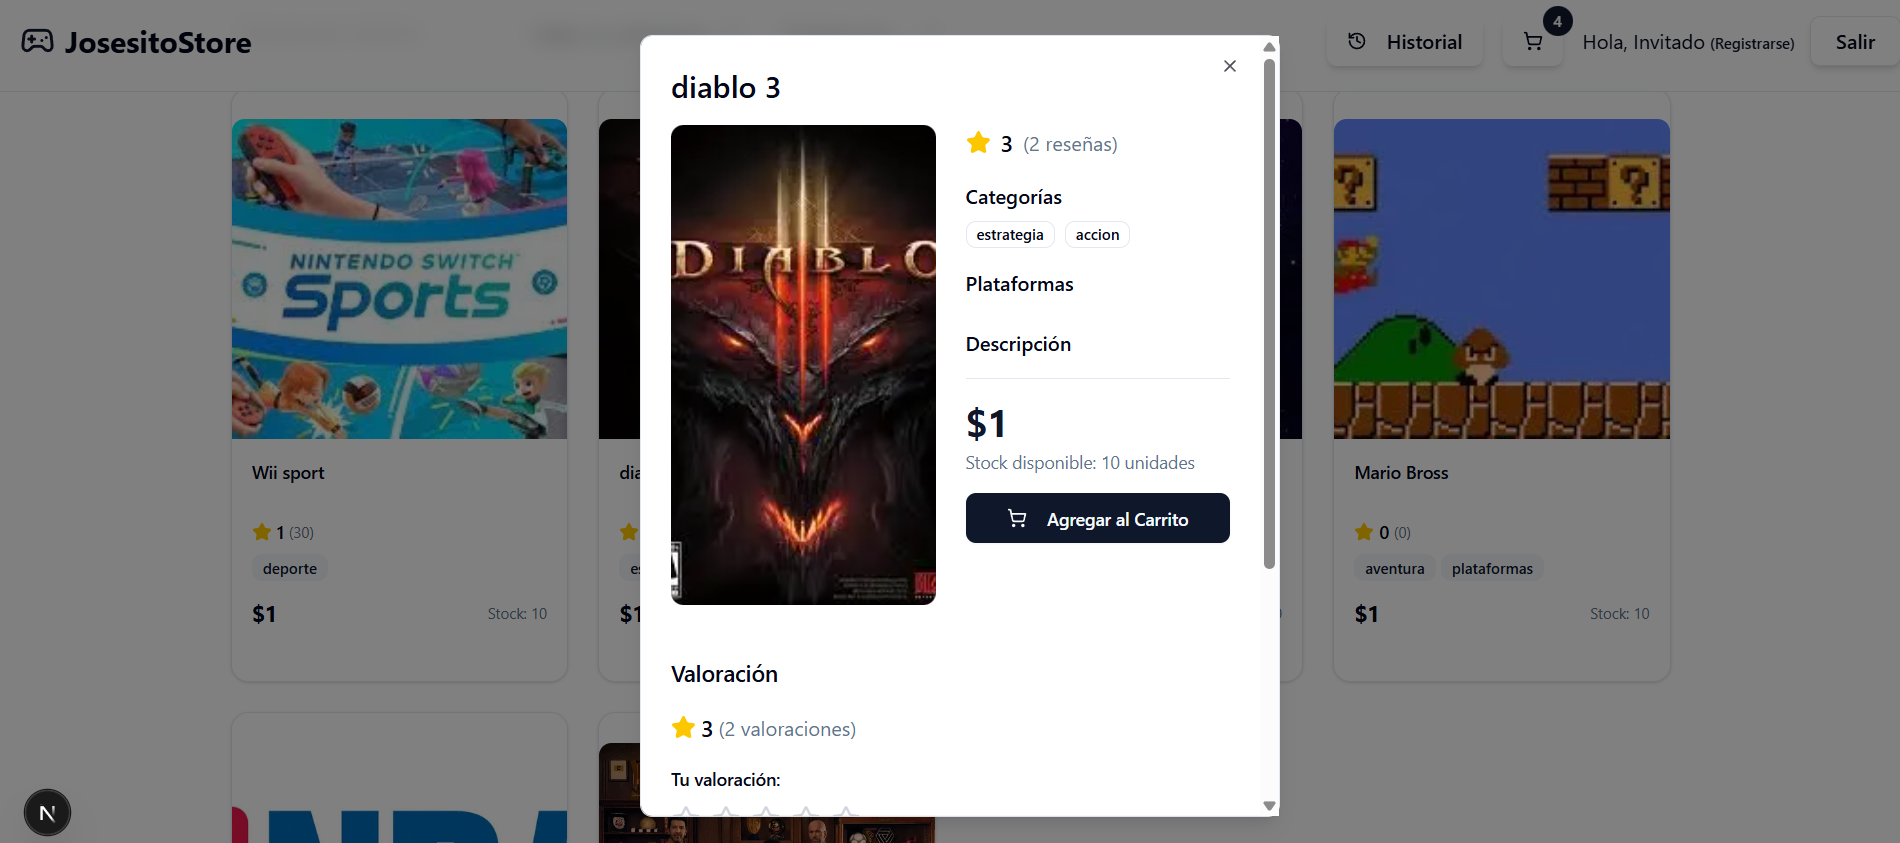 JosesitoStore
Historial
4
Hola, Invitado (Registrarse)
Salir
diablo 3
DIABLO
3 (2 reseñas)
Categorías
estrategia
accion
Plataformas
Descripción
$1
Stock disponible: 10 unidades
Agregar al Carrito
Valoración
3 (2 valoraciones)
Tu valoración:
NINTENDO SWITCH
Sports
Wii sport
1 (30)
deporte
$1
Stock: 10
dia
es
$1
?
?
Mario Bross
0 (0)
aventura
plataformas
$1
Stock: 10
N